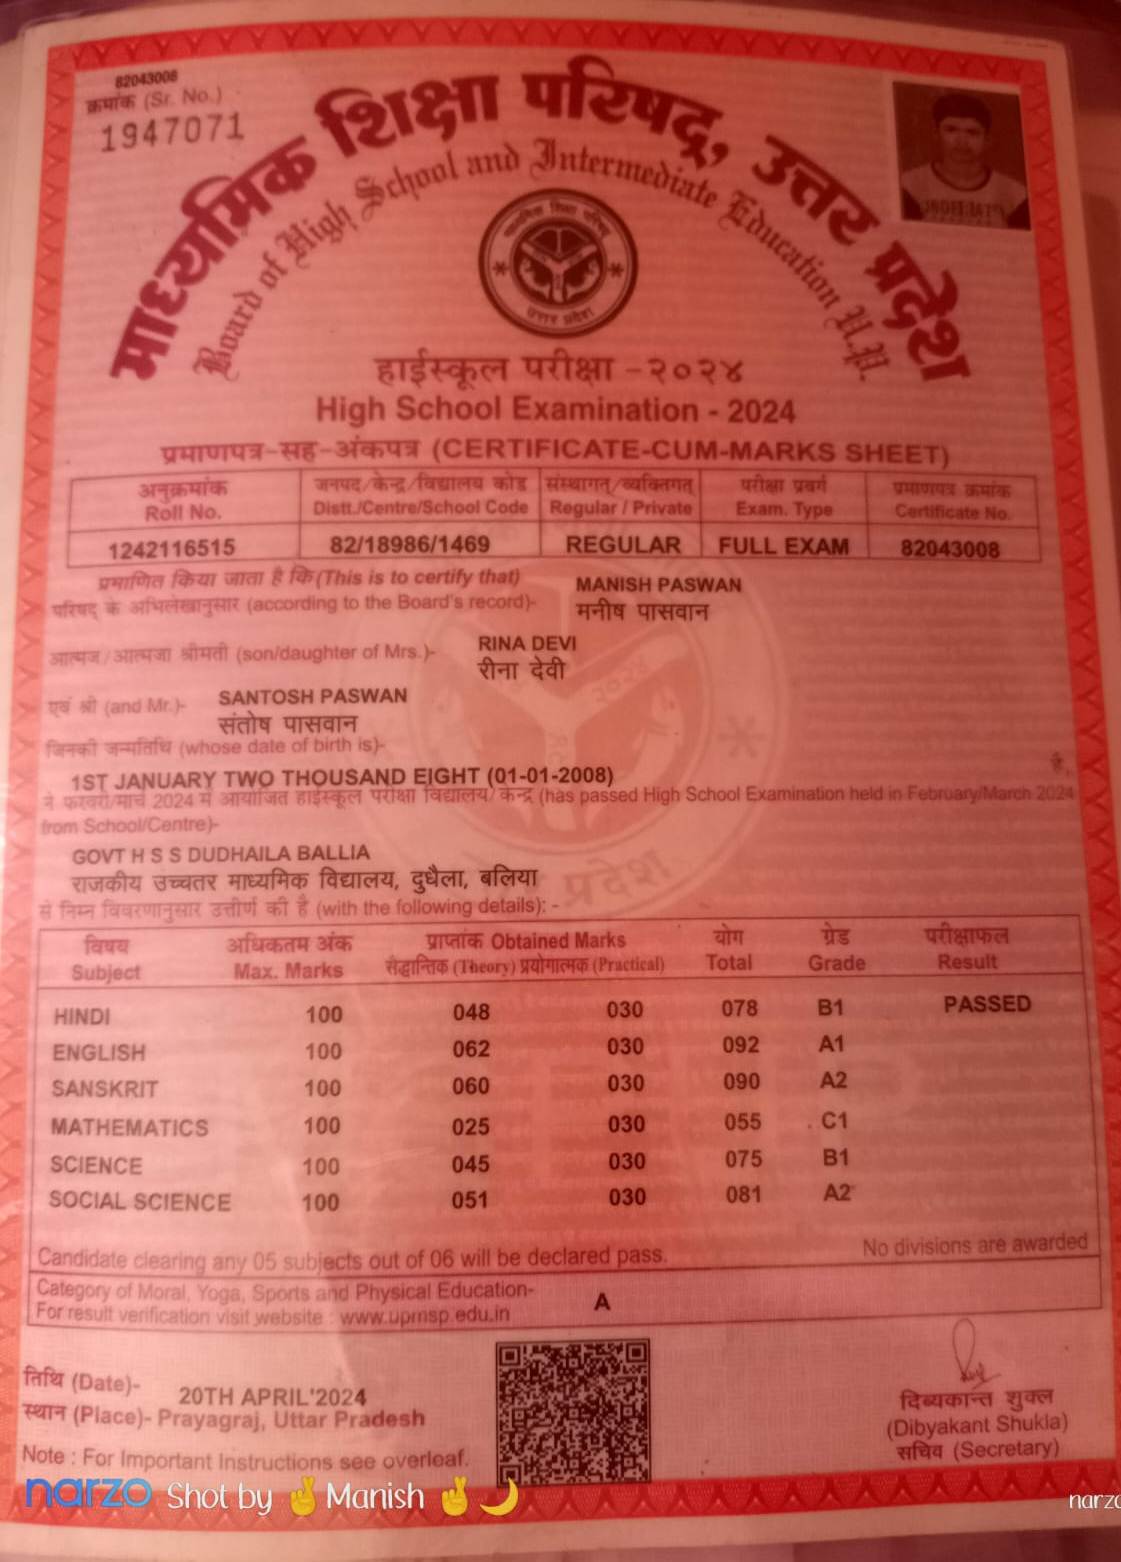 82043008
क्रमांक (Sr. No.)
1947071
माध्यमिक शिक्षा परिषद्, उत्तर प्रदेश
Board of High School and Intermediate Education U.P.
माध्यमिक शिक्षा परिषद्
उत्तर प्रदेश
हाईस्कूल परीक्षा - २०२४
High School Examination - 2024
प्रमाणपत्र-सह-अंकपत्र (CERTIFICATE-CUM-MARKS SHEET)
अनुक्रमांक जनपद/केन्द्र/विद्यालय कोड संस्थागत/व्यक्तिगत परीक्षा प्रवर्ग प्रमाणपत्र क्रमांक
Roll No. Distt./Centre/School Code Regular / Private Exam. Type Certificate No.
1242116515 82/18986/1469 REGULAR FULL EXAM 82043008
प्रमाणित किया जाता है कि (This is to certify that) MANISH PASWAN
परिषद् के अभिलेखानुसार (according to the Board's record)- मनीष पासवान
RINA DEVI
आत्मज/आत्मजा श्रीमती (son/daughter of Mrs.)- रीना देवी
एवं श्री (and Mr.)- SANTOSH PASWAN
संतोष पासवान
जिनकी जन्मतिथि (whose date of birth is)-
1ST JANUARY TWO THOUSAND EIGHT (01-01-2008) है,
ने फरवरी/मार्च 2024 में आयोजित हाईस्कूल परीक्षा विद्यालय/केन्द्र (has passed High School Examination held in February/March 2024
from School/Centre)-
GOVT H S S DUDHAILA BALLIA
राजकीय उच्चतर माध्यमिक विद्यालय, दुधैला, बलिया
से निम्न विवरणानुसार उत्तीर्ण की है (with the following details): -
विषय अधिकतम अंक प्राप्तांक Obtained Marks योग ग्रेड परीक्षाफल
Subject Max. Marks सैद्धान्तिक (Theory) प्रयोगात्मक (Practical) Total Grade Result
HINDI 100 048 030 078 B1 PASSED
ENGLISH 100 062 030 092 A1
SANSKRIT 100 060 030 090 A2
MATHEMATICS 100 025 030 055 C1
SCIENCE 100 045 030 075 B1
SOCIAL SCIENCE 100 051 030 081 A2
Candidate clearing any 05 subjects out of 06 will be declared pass. No divisions are awarded
Category of Moral, Yoga, Sports and Physical Education- A
For result verification visit website : www.upmsp.edu.in
तिथि (Date)- 20TH APRIL'2024
स्थान (Place)- Prayagraj, Uttar Pradesh
दिब्यकान्त शुक्ल
(Dibyakant Shukla)
सचिव (Secretary)
Note : For Important Instructions see overleaf.
narzo Shot by ✌️Manish ✌️🌙 narzo